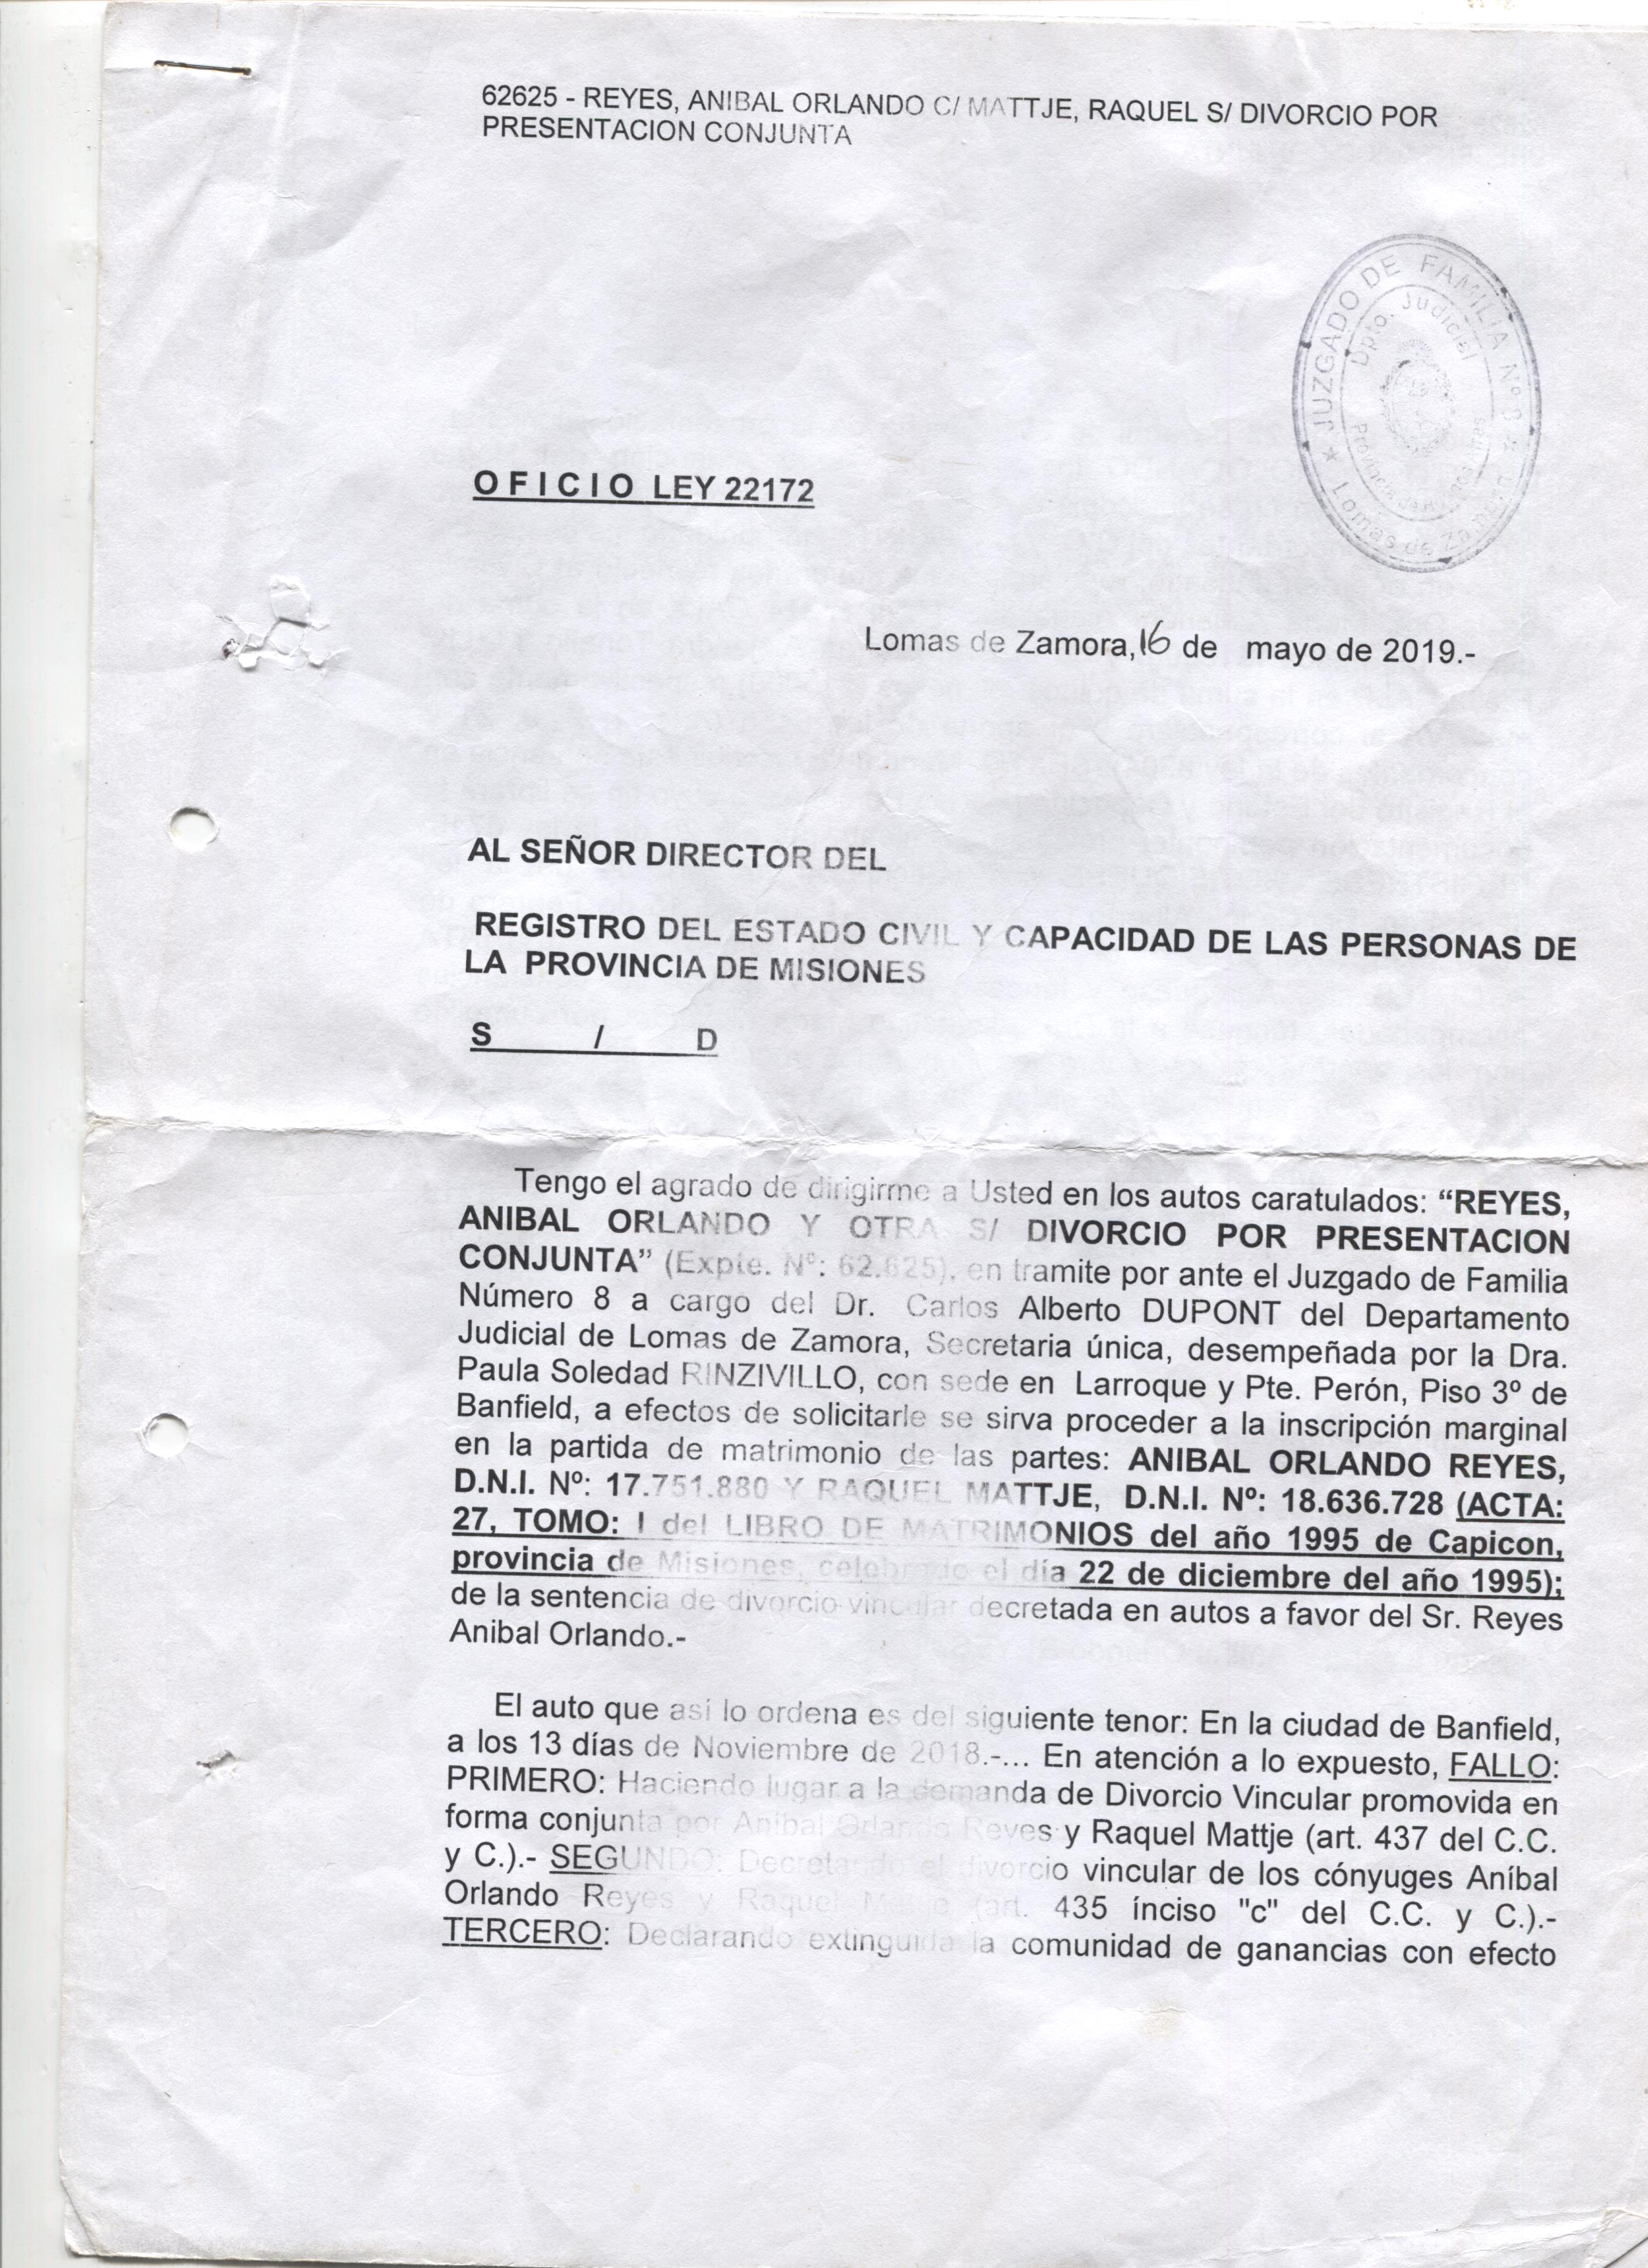 62625 - REYES, ANIBAL ORLANDO C/ MATTJE, RAQUEL S/ DIVORCIO POR
PRESENTACION CONJUNTA
★ JUZGADO DE FAMILIA Nº 8 ★
Dpto. Judicial
Lomas de Zamora
OFICIO LEY 22172
Lomas de Zamora, 16 de mayo de 2019.-
AL SEÑOR DIRECTOR DEL
REGISTRO DEL ESTADO CIVIL Y CAPACIDAD DE LAS PERSONAS DE
LA PROVINCIA DE MISIONES
S / D
Tengo el agrado de dirigirme a Usted en los autos caratulados: “REYES,
ANIBAL ORLANDO Y OTRA S/ DIVORCIO POR PRESENTACION
CONJUNTA” (Expte. Nº: 62.625), en tramite por ante el Juzgado de Familia
Número 8 a cargo del Dr. Carlos Alberto DUPONT del Departamento
Judicial de Lomas de Zamora, Secretaria única, desempeñada por la Dra.
Paula Soledad RINZIVILLO, con sede en Larroque y Pte. Perón, Piso 3º de
Banfield, a efectos de solicitarle se sirva proceder a la inscripción marginal
en la partida de matrimonio de las partes: ANIBAL ORLANDO REYES,
D.N.I. Nº: 17.751.880 Y RAQUEL MATTJE, D.N.I. Nº: 18.636.728 (ACTA:
27, TOMO: I del LIBRO DE MATRIMONIOS del año 1995 de Capicon,
provincia de Misiones, celebrado el día 22 de diciembre del año 1995);
de la sentencia de divorcio vincular decretada en autos a favor del Sr. Reyes
Anibal Orlando.-
El auto que así lo ordena es del siguiente tenor: En la ciudad de Banfield,
a los 13 días de Noviembre de 2018.-... En atención a lo expuesto, FALLO:
PRIMERO: Haciendo lugar a la demanda de Divorcio Vincular promovida en
forma conjunta por Aníbal Orlando Reyes y Raquel Mattje (art. 437 del C.C.
y C.).- SEGUNDO: Decretando el divorcio vincular de los cónyuges Aníbal
Orlando Reyes y Raquel (art. 435 ínciso "c" del C.C. y C.).-
TERCERO: Declarando extinguida la comunidad de ganancias con efecto